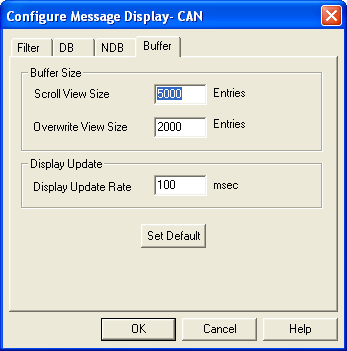 Configure Message Display- CAN
Filter DB NDB Buffer
Buffer Size
Scroll View Size 5000 Entries
Overwrite View Size 2000 Entries
Display Update
Display Update Rate 100 msec
Set Default
OK Cancel Help